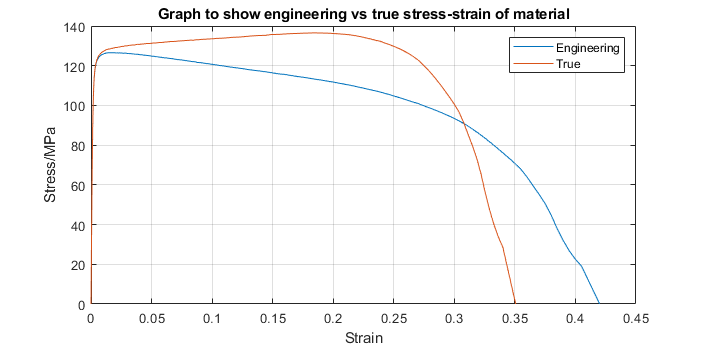 Graph to show engineering vs true stress-strain of material
140
120
100
80
60
40
20
0
Stress/MPa
Engineering
True
0 0.05 0.1 0.15 0.2 0.25 0.3 0.35 0.4 0.45
Strain